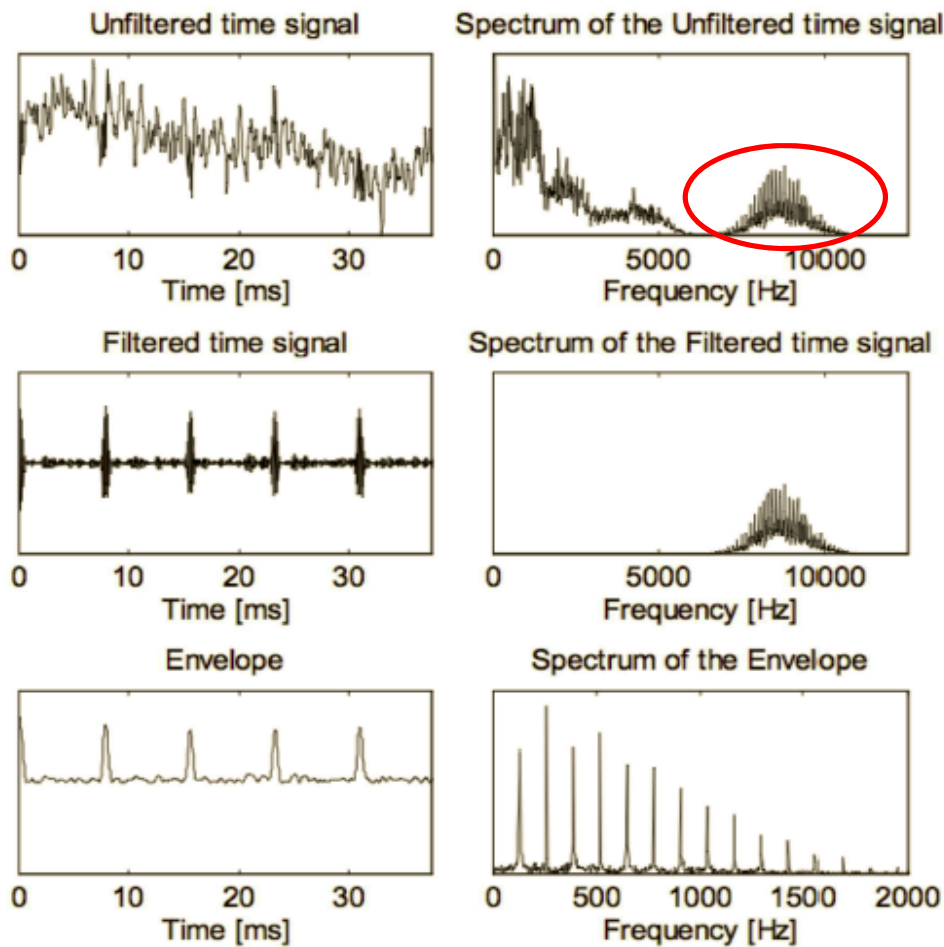 Unfiltered time signal
Spectrum of the Unfiltered time signal
0 10 20 30
Time [ms]
0 5000 10000
Frequency [Hz]
Filtered time signal
Spectrum of the Filtered time signal
0 10 20 30
Time [ms]
0 5000 10000
Frequency [Hz]
Envelope
Spectrum of the Envelope
0 10 20 30
Time [ms]
0 500 1000 1500 2000
Frequency [Hz]